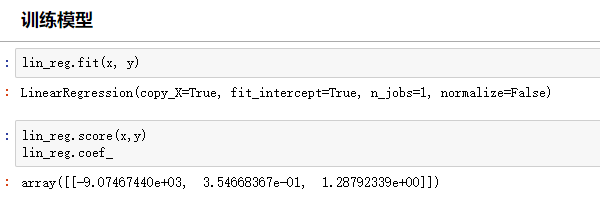 训练模型
: lin_reg.fit(x, y)
: LinearRegression(copy_X=True, fit_intercept=True, n_jobs=1, normalize=False)
: lin_reg.score(x,y)
lin_reg.coef_
: array([[-9.07467440e+03,  3.54668367e-01,  1.28792339e+00]])